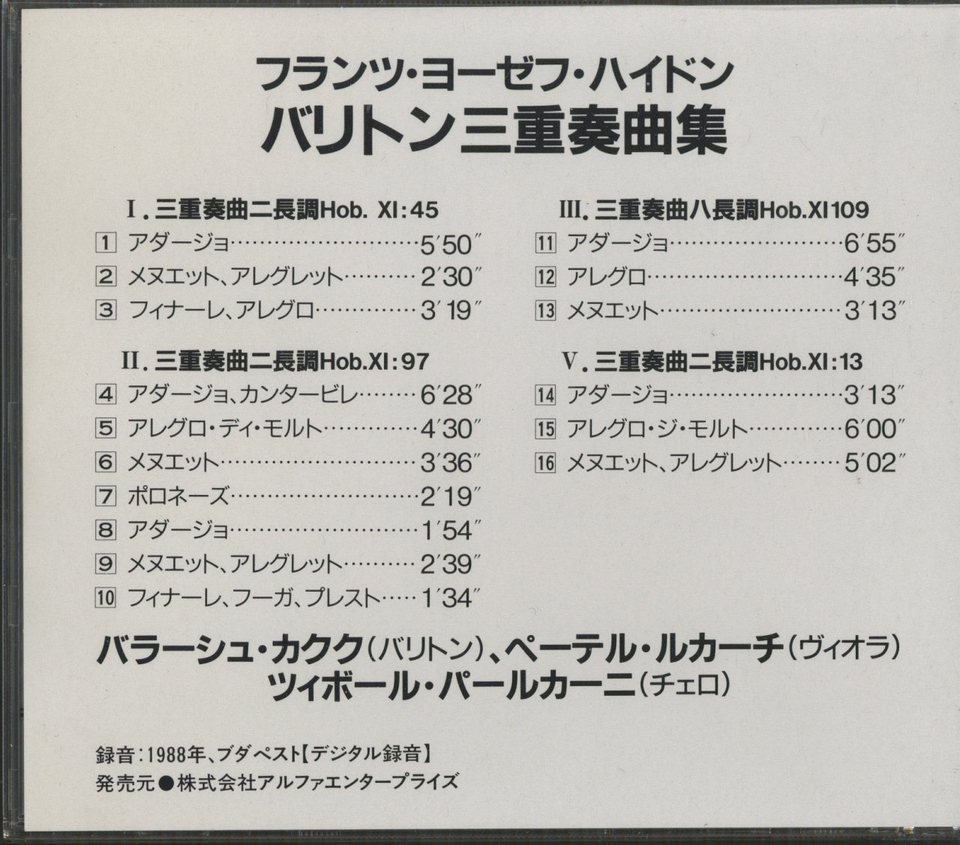 フランツ・ヨーゼフ・ハイドン
バリトン三重奏曲集
I. 三重奏曲ニ長調Hob. XI:45
1 アダージョ……………………5′50″
2 メヌエット、アレグレット………2′30″
3 フィナーレ、アレグロ…………3′19″
II. 三重奏曲ニ長調Hob.XI:97
4 アダージョ、カンタービレ……6′28″
5 アレグロ・ディ・モルト…………4′30″
6 メヌエット……………………3′36″
7 ポロネーズ……………………2′19″
8 アダージョ……………………1′54″
9 メヌエット、アレグレット………2′39″
10 フィナーレ、フーガ、プレスト……1′34″
III. 三重奏曲ハ長調Hob.XI109
11 アダージョ……………………6′55″
12 アレグロ………………………4′35″
13 メヌエット……………………3′13″
V. 三重奏曲ニ長調Hob.XI:13
14 アダージョ……………………3′13″
15 アレグロ・ジ・モルト…………6′00″
16 メヌエット、アレグレット………5′02″
バラーシュ・カクク(バリトン)、ペーテル・ルカーチ(ヴィオラ)
ツィボール・パールカーニ(チェロ)
録音:1988年、ブダペスト【デジタル録音】
発売元●株式会社アルファエンタープライズ